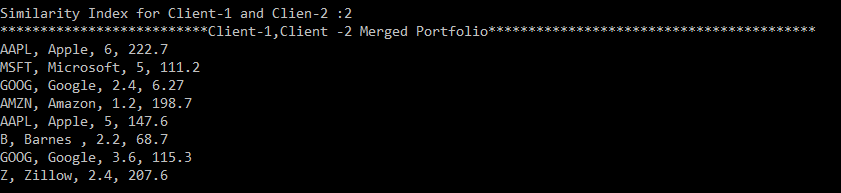 Similarity Index for Client-1 and Clien-2 :2
**************************Client-1,Client -2 Merged Portfolio*****************************************
AAPL, Apple, 6, 222.7
MSFT, Microsoft, 5, 111.2
GOOG, Google, 2.4, 6.27
AMZN, Amazon, 1.2, 198.7
AAPL, Apple, 5, 147.6
B, Barnes , 2.2, 68.7
GOOG, Google, 3.6, 115.3
Z, Zillow, 2.4, 207.6